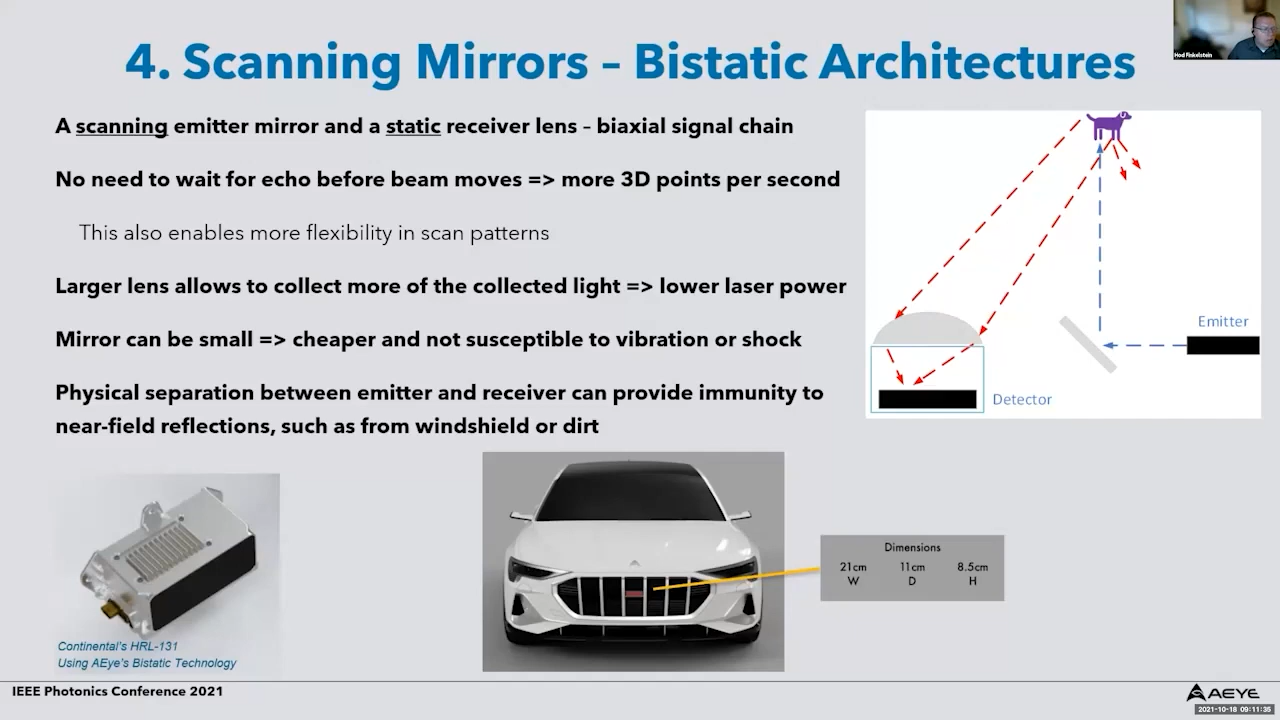 4. Scanning Mirrors – Bistatic Architectures
Hod Finkelstein
A scanning emitter mirror and a static receiver lens – biaxial signal chain
No need to wait for echo before beam moves => more 3D points per second
This also enables more flexibility in scan patterns
Larger lens allows to collect more of the collected light => lower laser power
Mirror can be small => cheaper and not susceptible to vibration or shock
Physical separation between emitter and receiver can provide immunity to
near-field reflections, such as from windshield or dirt
Emitter
Detector
Dimensions
21cm 11cm 8.5cm
W D H
Continental's HRL-131
Using AEye's Bistatic Technology
IEEE Photonics Conference 2021
AEYE
2021-10-18 09:11:35